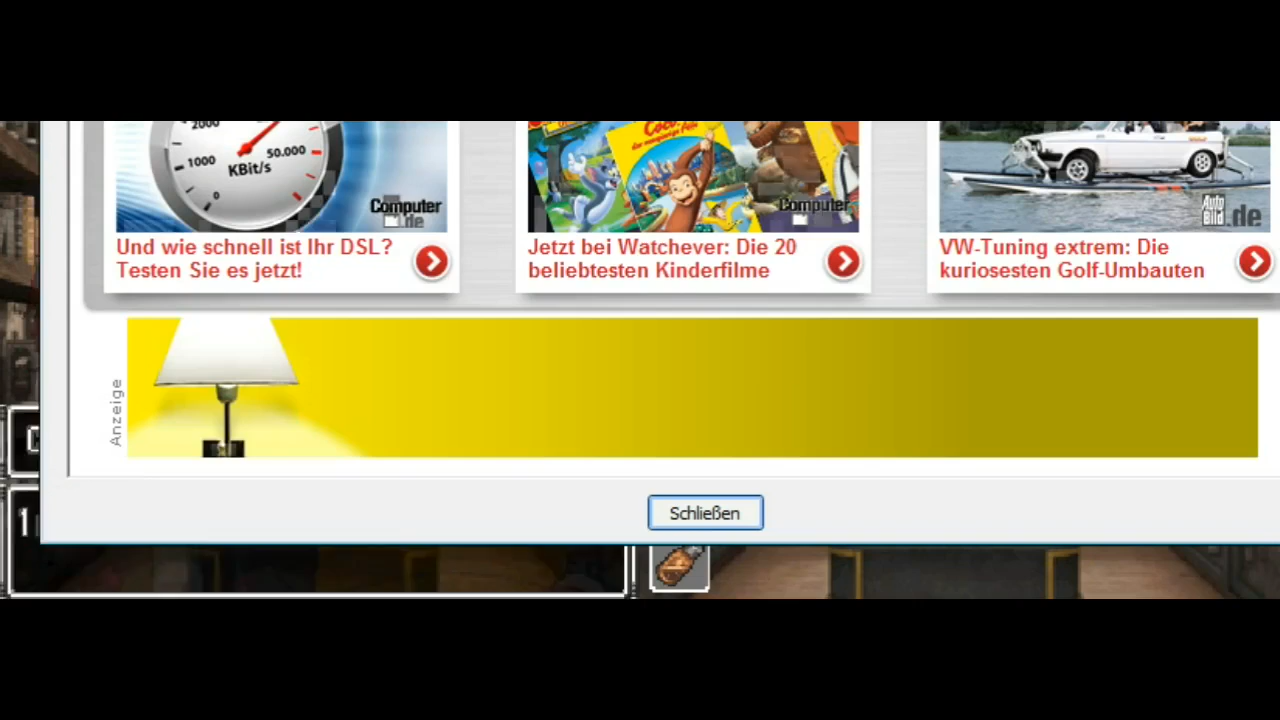 2000
1000
0
50.000
KBit/s
Computer
.de
Und wie schnell ist Ihr DSL?
Testen Sie es jetzt!
Coco
Computer
Jetzt bei Watchever: Die 20
beliebtesten Kinderfilme
Auto
Bild.de
VW-Tuning extrem: Die
kuriosesten Golf-Umbauten
Anzeige
1
Schließen